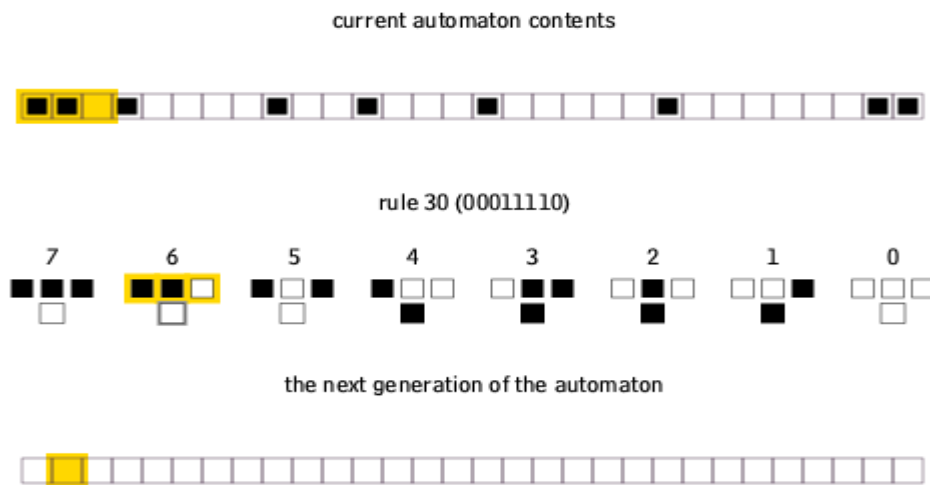 current automaton contents
rule 30 (00011110)
7 6 5 4 3 2 1 0
the next generation of the automaton